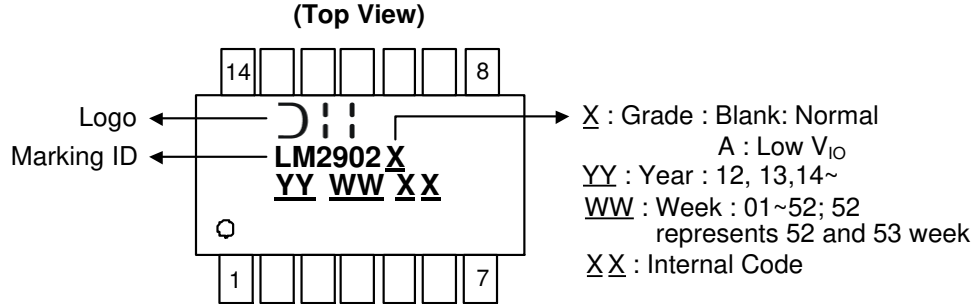 (Top View)
14
8
Logo
Marking ID
LM2902 X
YY WW X X
1
7
X : Grade : Blank: Normal
A : Low VIO
YY : Year : 12, 13,14~
WW : Week : 01~52; 52
represents 52 and 53 week
X X : Internal Code